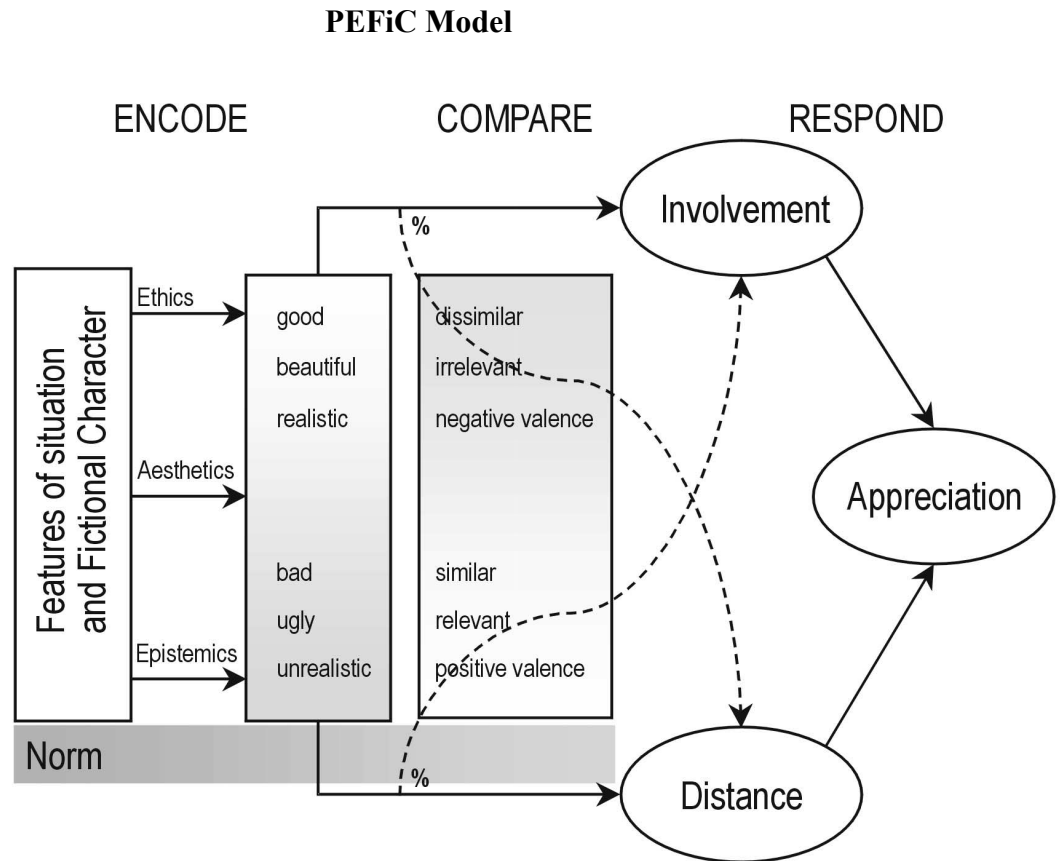 PEFiC Model
ENCODE
COMPARE
RESPOND
Features of situation
and Fictional Character
Ethics
Aesthetics
Epistemics
good
beautiful
realistic
bad
ugly
unrealistic
%
dissimilar
irrelevant
negative valence
similar
relevant
positive valence
%
Involvement
Appreciation
Distance
Norm